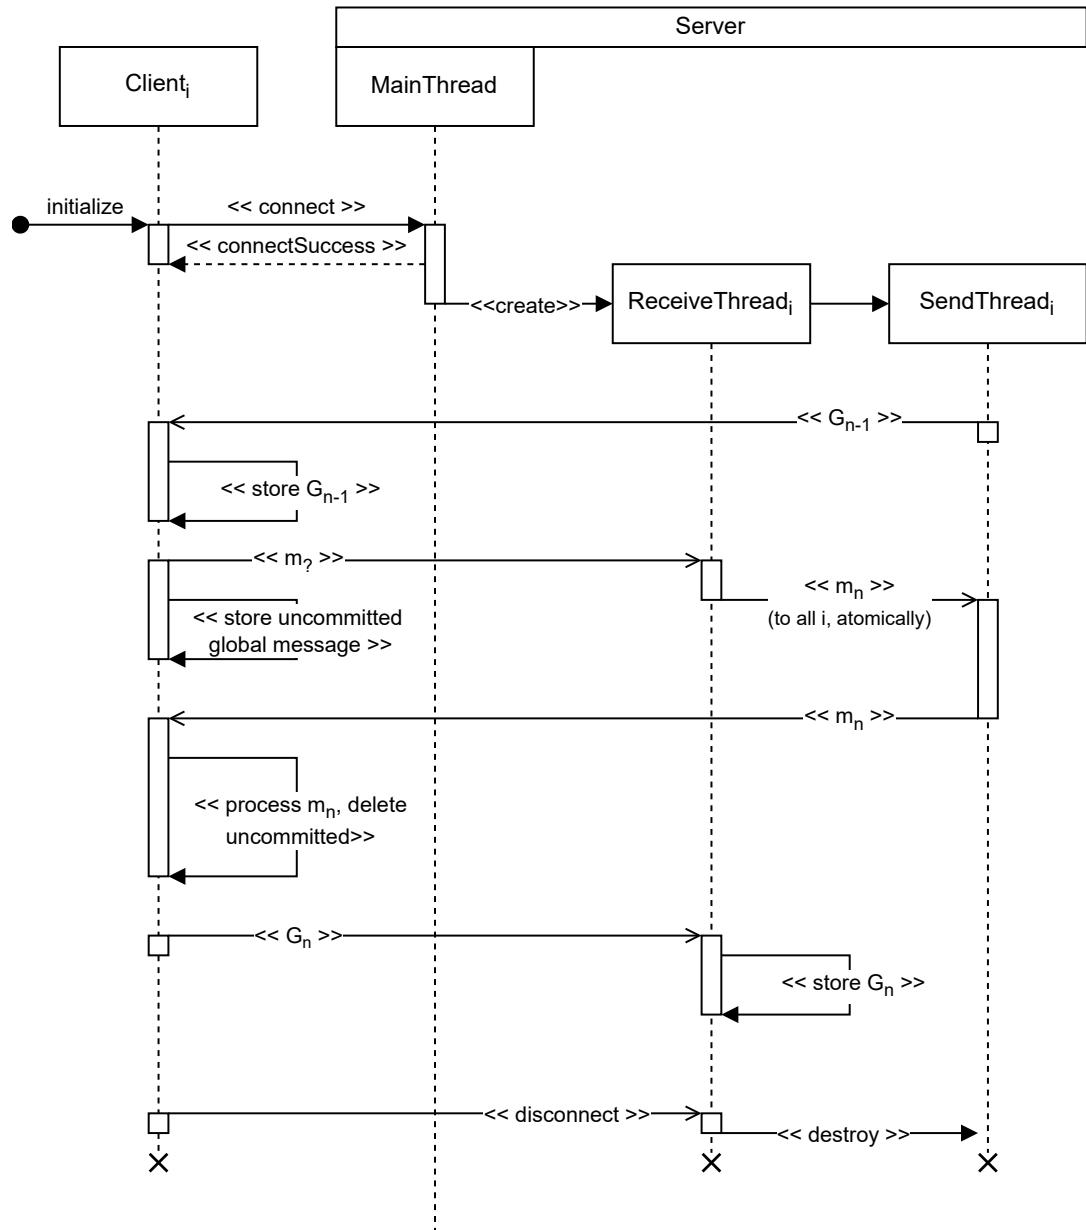 Server
Client_i
MainThread
initialize
<< connect >>
<< connectSuccess >>
<<create>>
ReceiveThread_i
SendThread_i
<< G_n-1 >>
<< store G_n-1 >>
<< m_? >>
<< m_n >>
(to all i, atomically)
<< store uncommitted
global message >>
<< m_n >>
<< process m_n, delete
uncommitted>>
<< G_n >>
<< store G_n >>
<< disconnect >>
<< destroy >>